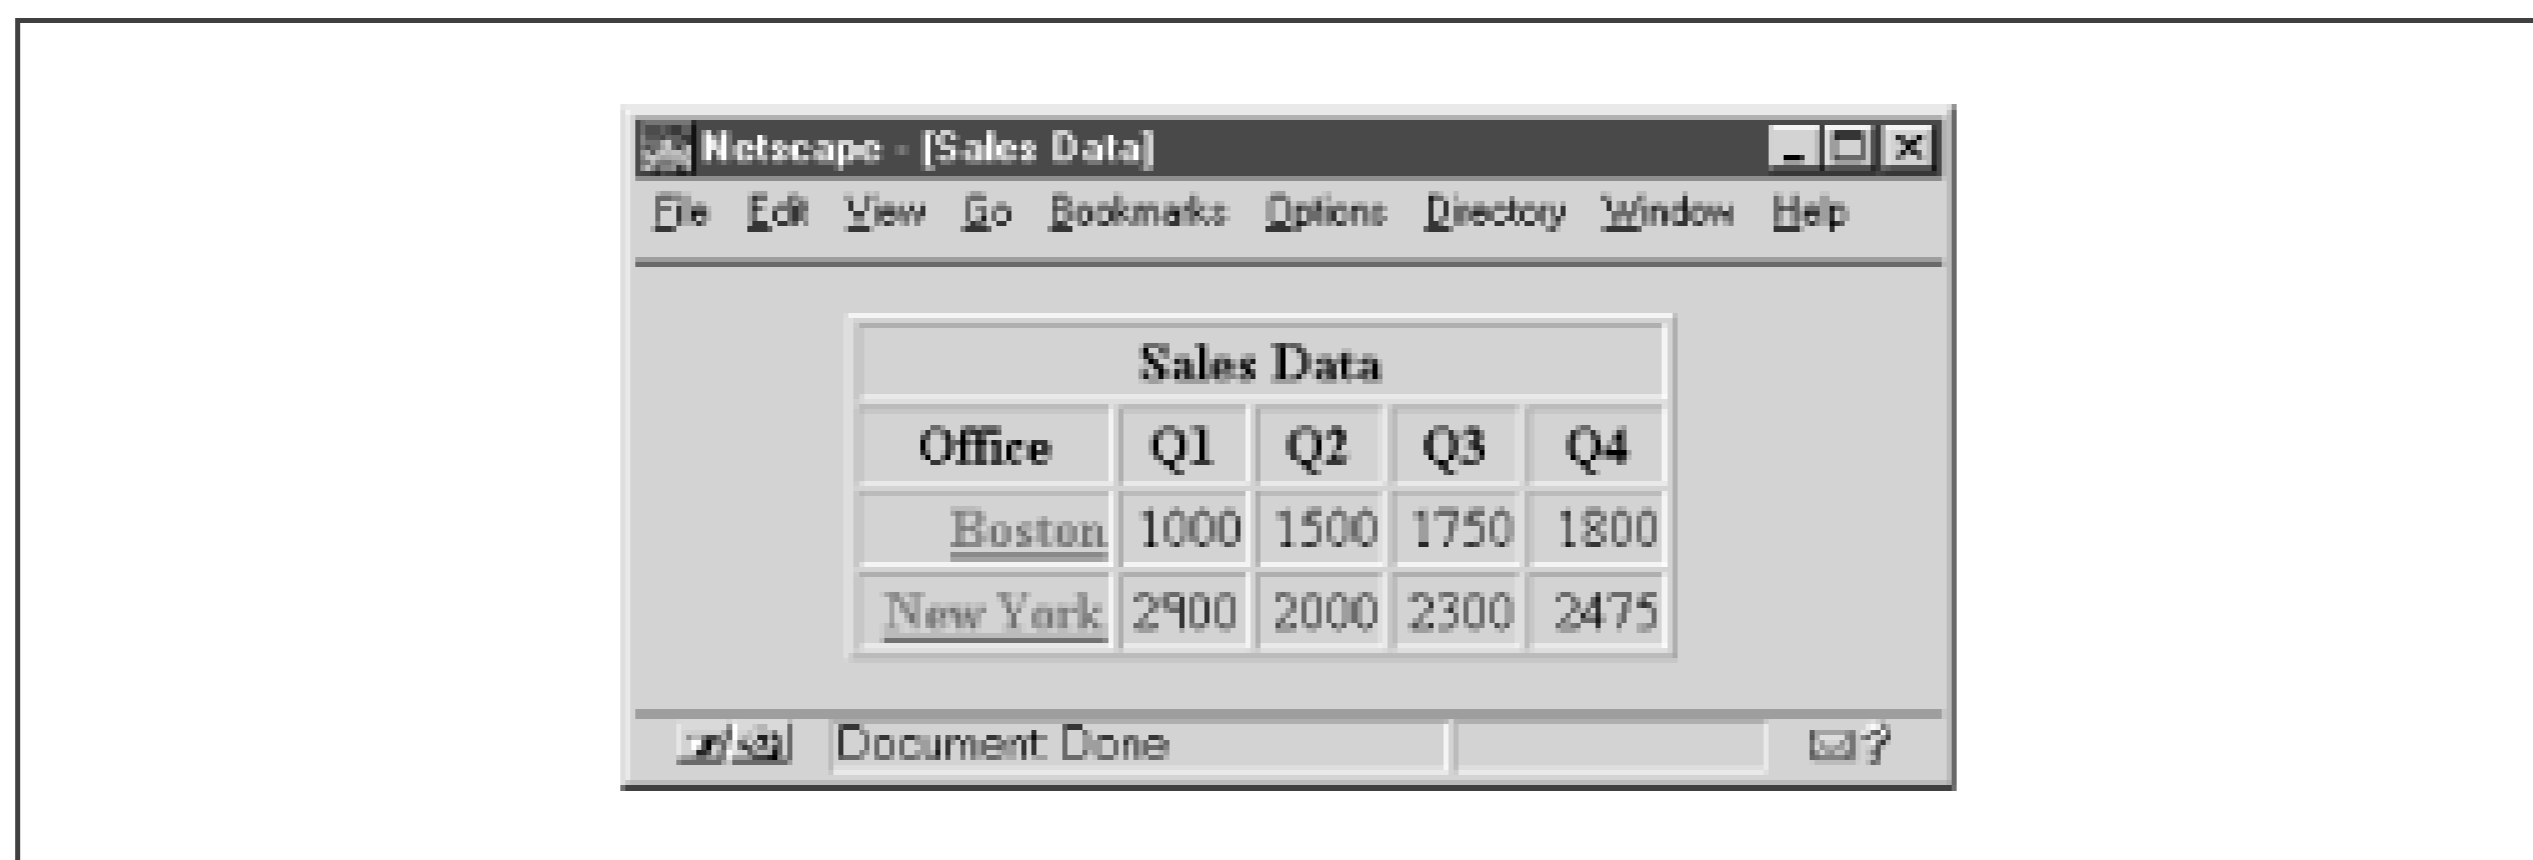 Netscape - [Sales Data]
File Edit View Go Bookmarks Options Directory Window Help
Sales Data
Office Q1 Q2 Q3 Q4
Boston 1000 1500 1750 1800
New York 2900 2000 2300 2475
Document: Done
?